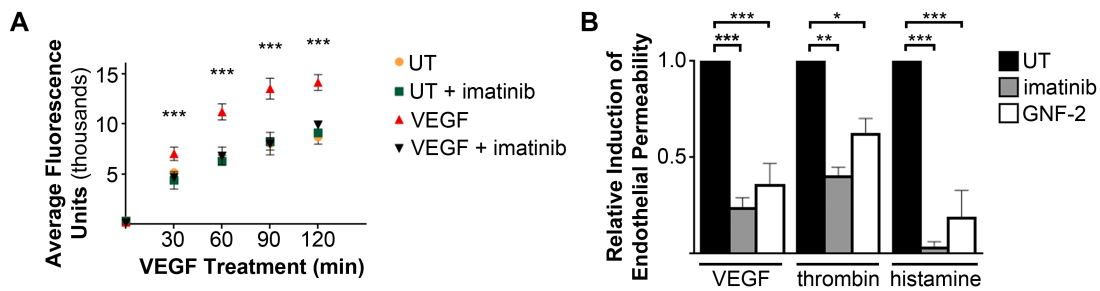 A
Average Fluorescence
Units (thousands)
15
10
5
***
***
***
***
30 60 90 120
VEGF Treatment (min)
UT
UT + imatinib
VEGF
VEGF + imatinib
B
Relative Induction of
Endothelial Permeability
1.0
0.5
***
***
*
**
***
***
VEGF thrombin histamine
UT
imatinib
GNF-2